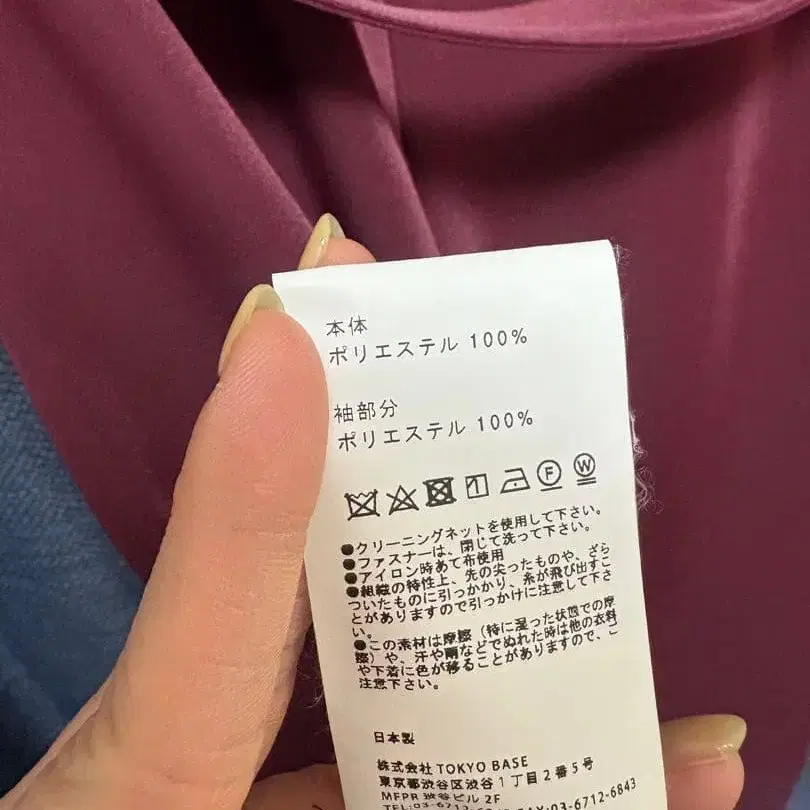 本体
ポリエステル 100%
袖部分
ポリエステル 100%
F W
●クリーニングネットを使用して下さい。
●ファスナーは、閉じて洗って下さい。
●アイロン時あて布使用
●組織の特性上、先の尖ったものや、ざら
ついたものに引っかかり、糸が飛び出すこ
とがありますので引っかけに注意して下さ
い。
●この素材は摩擦（特に湿った状態での摩
擦）や、汗や雨などでぬれた時は他の衣料
や下着に色が移ることがありますので、ご
注意下さい。
日本製
株式会社 TOKYO BASE
東京都渋谷区渋谷1丁目2番5号
MFPR 渋谷ビル 2F
TEL:03-6712- FAX:03-6712-6843